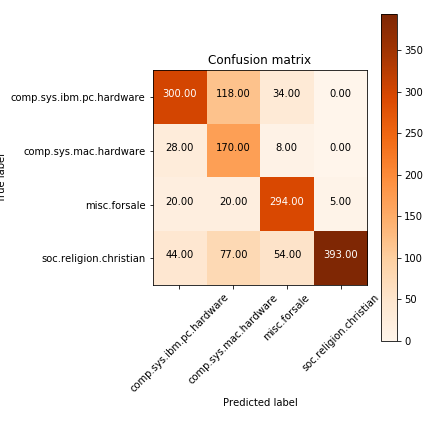 Confusion matrix
comp.sys.ibm.pc.hardware 300.00 118.00 34.00 0.00
comp.sys.mac.hardware 28.00 170.00 8.00 0.00
misc.forsale 20.00 20.00 294.00 5.00
soc.religion.christian 44.00 77.00 54.00 393.00
comp.sys.ibm.pc.hardware
comp.sys.mac.hardware
misc.forsale
soc.religion.christian
Predicted label
350
300
250
200
150
100
50
0